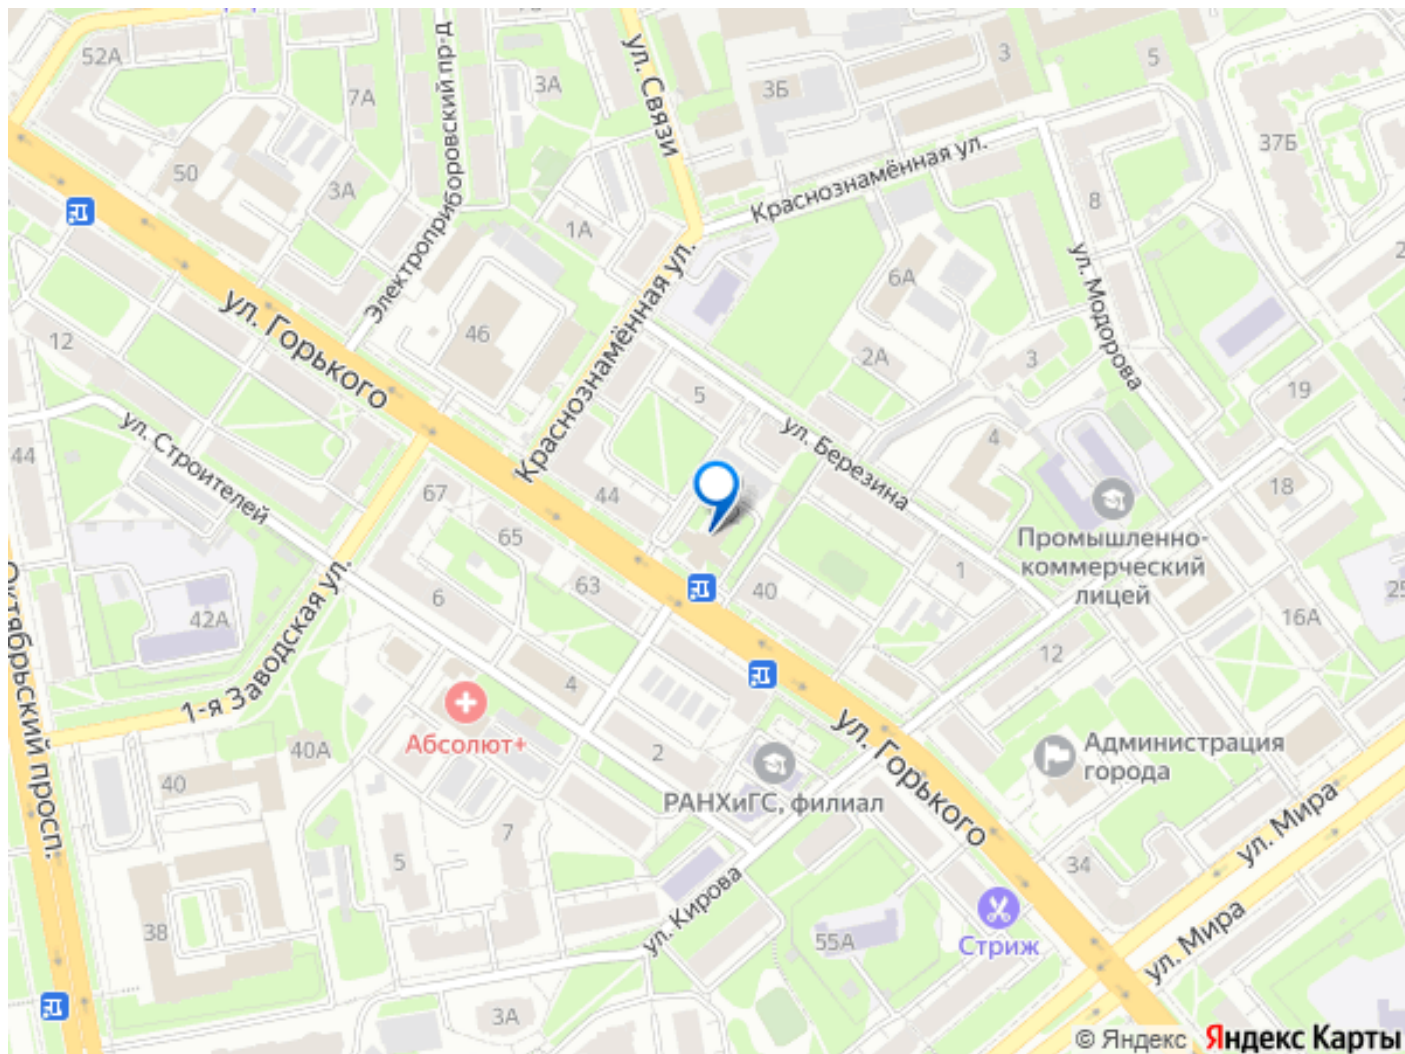 52А
7А
3А
3Б
3
5
37Б
ул. Связи
Электроприборовский пр-д
50
3А
1А
Краснознамённая ул.
8
ул. Горького
46
Краснознамённая ул.
6А
ул. Модорова
12
2А
3
19
5
ул. Строителей
44
67
44
ул. Березина
4
18
65
Промышленно-
коммерческий
лицей
6
63
40
1
25
42А
16А
Октябрьский просп.
1-я Заводская ул.
4
12
Абсолют+
40А
2
ул. Горького
Администрация
города
40
РАНХиГС, филиал
7
5
34
ул. Мира
ул. Кирова
38
55А
Стриж
ул. Мира
3А
© Яндекс Яндекс Карты